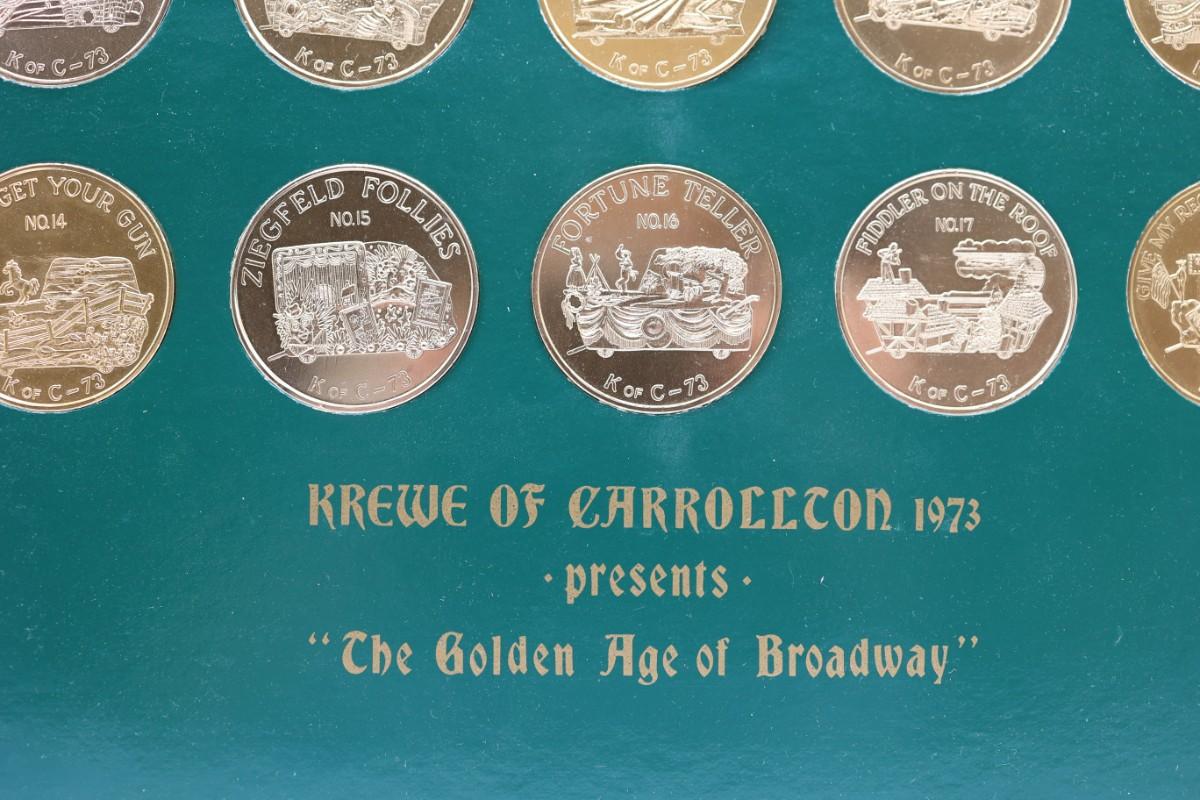 K OF C-73
K OF C-73
K OF C-73
K OF C-73
GET YOUR GUN
NO.14
K OF C-73
ZIEGFELD FOLLIES
NO.15
K OF C-73
FORTUNE TELLER
NO.16
K OF C-73
FIDDLER ON THE ROOF
NO.17
K OF C-73
GIVE MY
KREWE OF CARROLLTON 1973
· presents ·
“The Golden Age of Broadway”